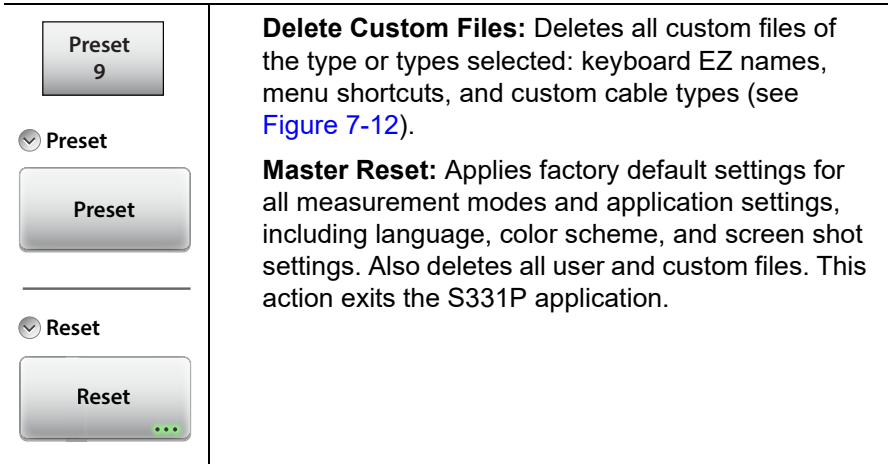 Preset
9
Preset
Preset
Reset
Reset
Delete Custom Files: Deletes all custom files of
the type or types selected: keyboard EZ names,
menu shortcuts, and custom cable types (see
Figure 7-12).
Master Reset: Applies factory default settings for
all measurement modes and application settings,
including language, color scheme, and screen shot
settings. Also deletes all user and custom files. This
action exits the S331P application.